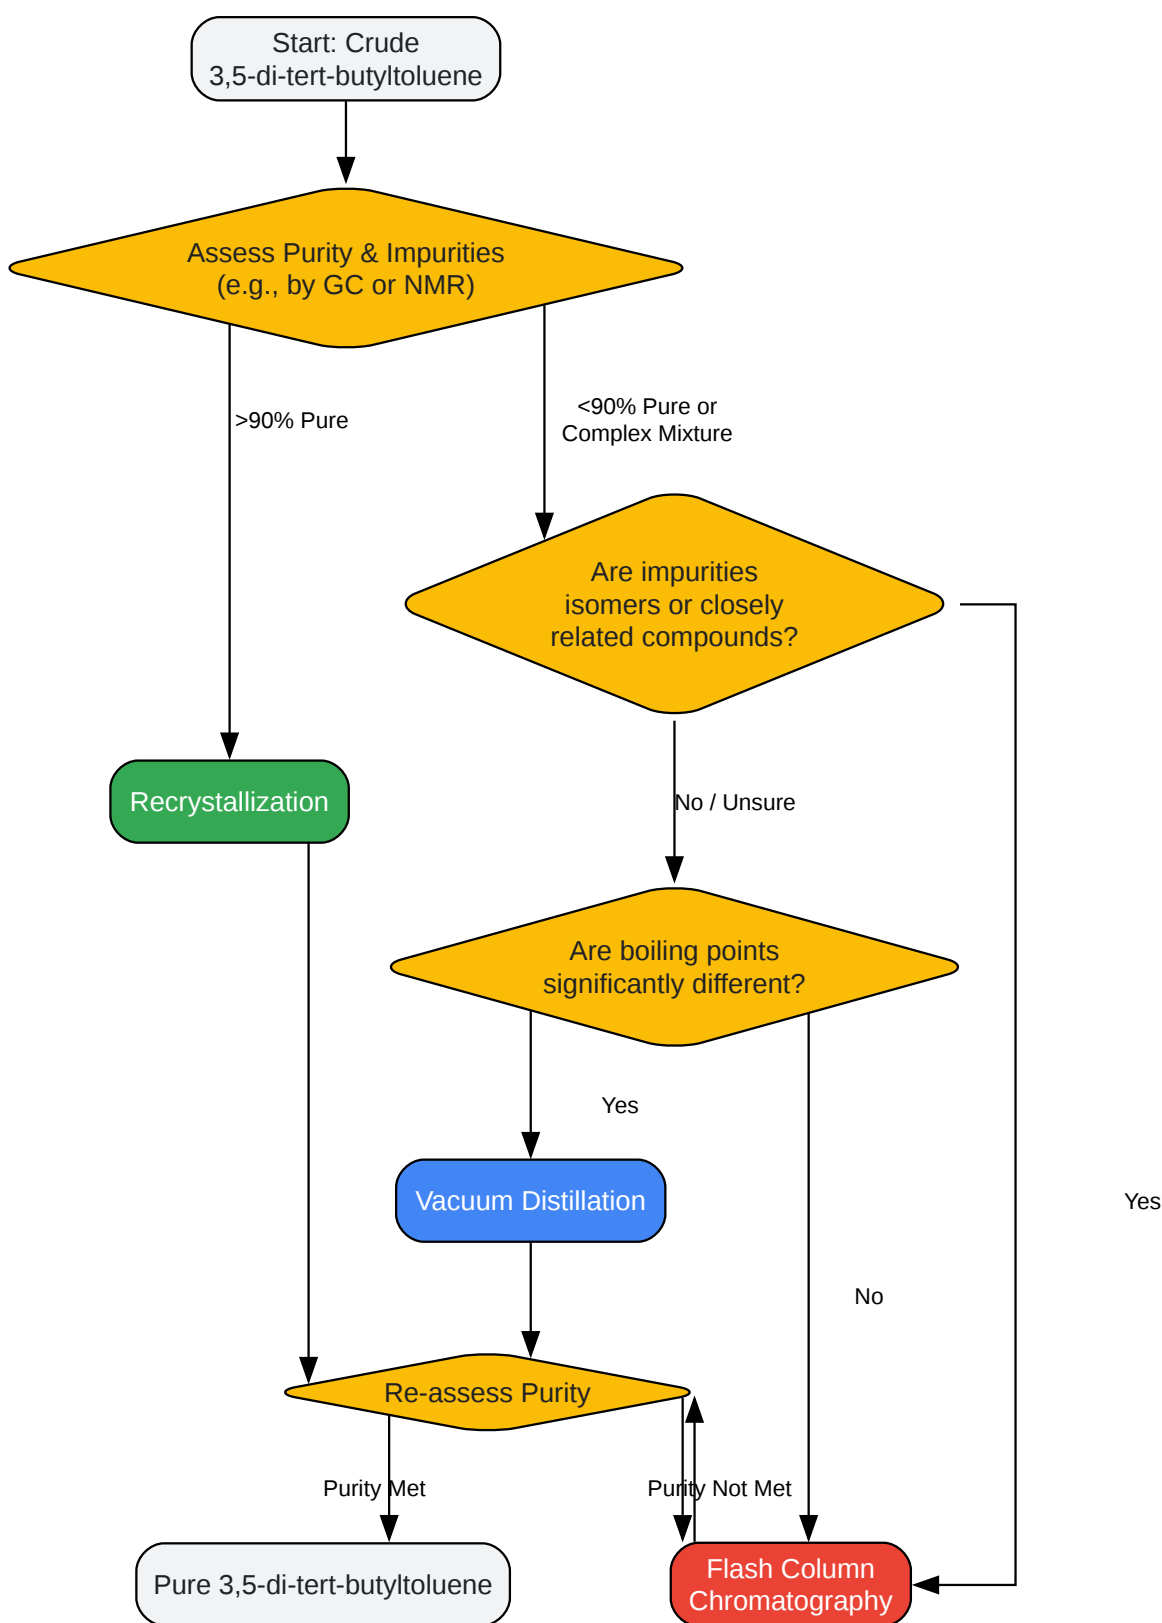 Start: Crude
3,5-di-tert-butyltoluene
Assess Purity & Impurities
(e.g., by GC or NMR)
>90% Pure
<90% Pure or
Complex Mixture
Are impurities
isomers or closely
related compounds?
Recrystallization
No / Unsure
Are boiling points
significantly different?
Yes
Vacuum Distillation
Yes
No
Re-assess Purity
Purity Met
Purity Not Met
Pure 3,5-di-tert-butyltoluene
Flash Column
Chromatography